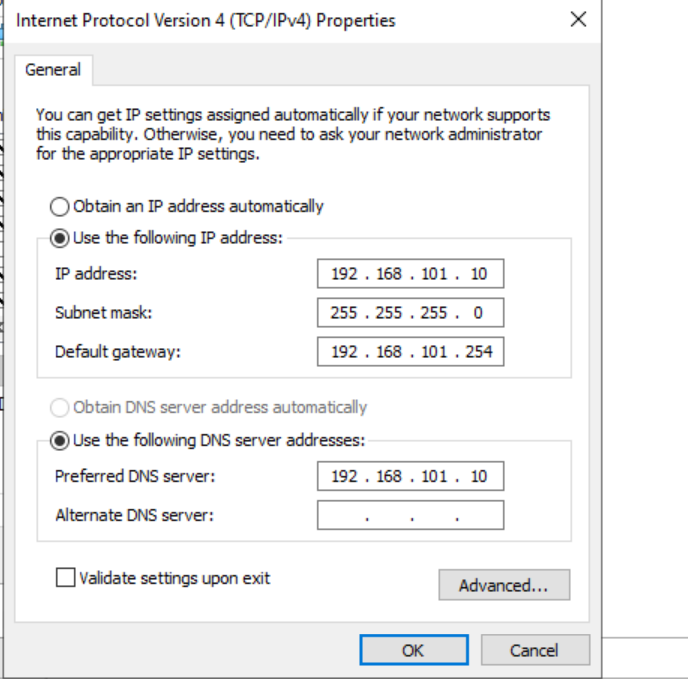 Internet Protocol Version 4 (TCP/IPv4) Properties
General
You can get IP settings assigned automatically if your network supports
this capability. Otherwise, you need to ask your network administrator
for the appropriate IP settings.
Obtain an IP address automatically
Use the following IP address:
IP address: 192 . 168 . 101 . 10
Subnet mask: 255 . 255 . 255 . 0
Default gateway: 192 . 168 . 101 . 254
Obtain DNS server address automatically
Use the following DNS server addresses:
Preferred DNS server: 192 . 168 . 101 . 10
Alternate DNS server: . . .
Validate settings upon exit
Advanced...
OK Cancel